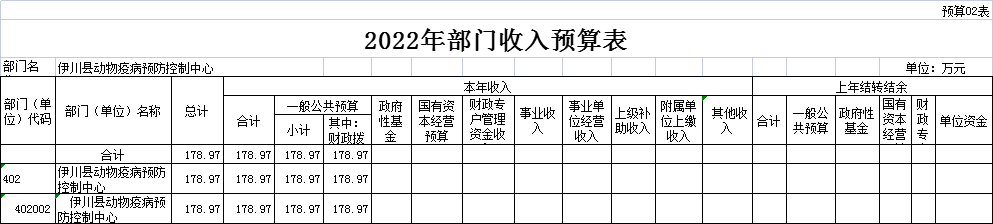 预算02表
2022年部门收入预算表
部门名
伊川县动物疫病预防控制中心
单位：万元
部门（单位）代码
部门（单位）名称
总计
本年收入
上年结转结余
合计
一般公共预算
小计
其中：财政拨
政府性基金
国有资本经营预算
财政专户管理资金收
事业收入
事业单位经营收入
上级补助收入
附属单位上缴收入
其他收入
合计
一般公共预算
政府性基金
国有资本经营
财政专
单位资金
合计 178.97 178.97 178.97 178.97
402 伊川县动物疫病预防控制中心 178.97 178.97 178.97 178.97
402002 伊川县动物疫病预防控制中心 178.97 178.97 178.97 178.97